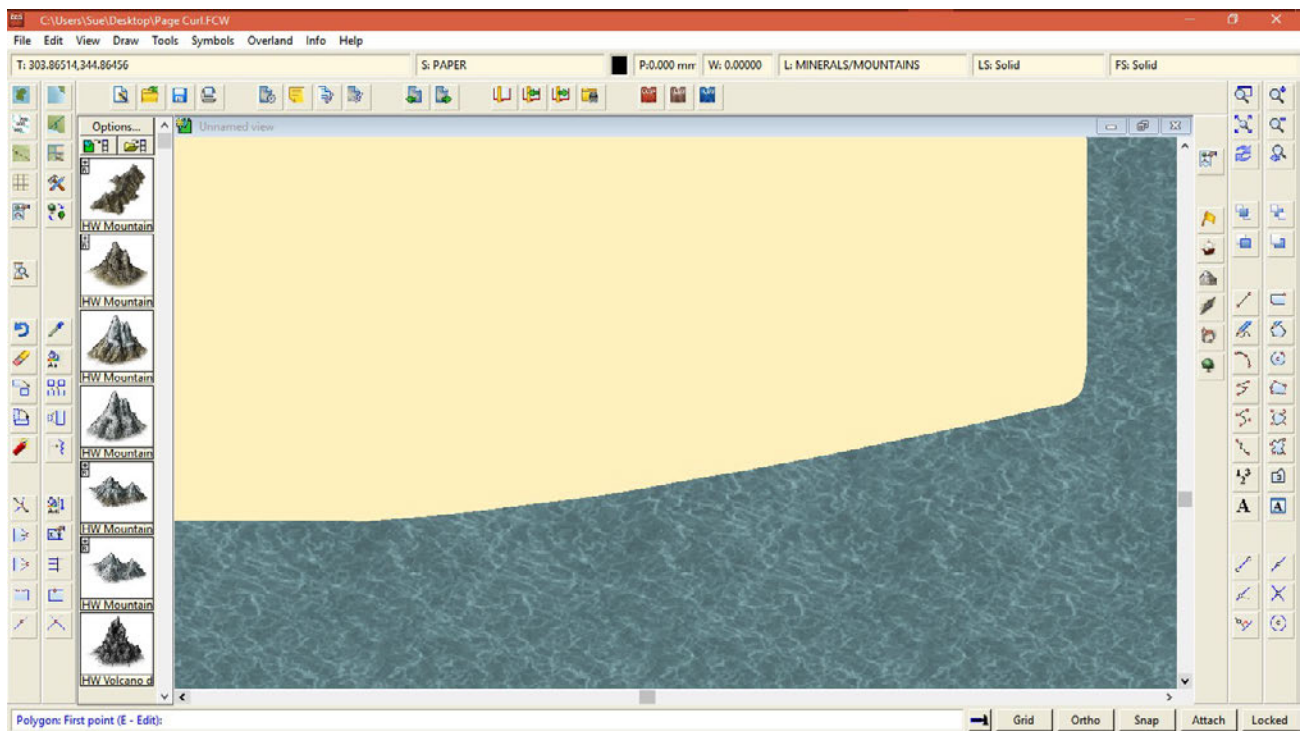 C:\Users\Sue\Desktop\Page Curl.FCW
File Edit View Draw Tools Symbols Overland Info Help
T: 303.86514,344.86456 S: PAPER P:0.000 mm W: 0.00000 L: MINERALS/MOUNTAINS LS: Solid FS: Solid
Options...
Unnamed view
HW Mountain
HW Mountain
HW Mountain
HW Mountain
HW Mountain
HW Mountain
HW Volcano d
Polygon: First point (E - Edit):
Grid Ortho Snap Attach Locked